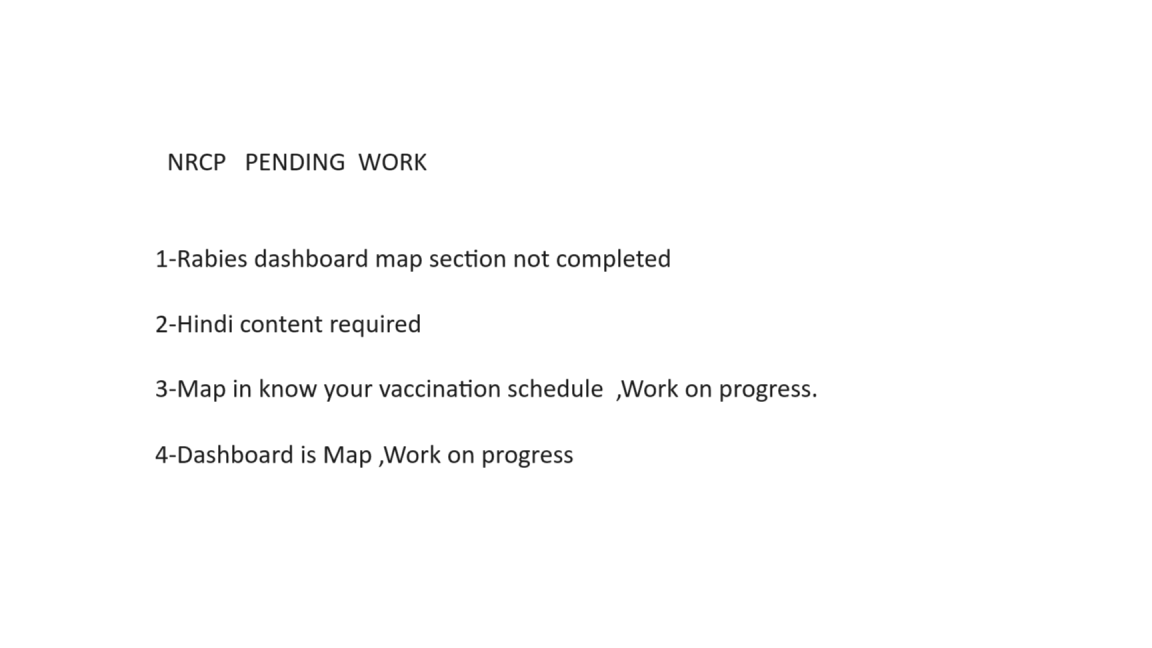 NRCP PENDING WORK
1-Rabies dashboard map section not completed
2-Hindi content required
3-Map in know your vaccination schedule ,Work on progress.
4-Dashboard is Map ,Work on progress